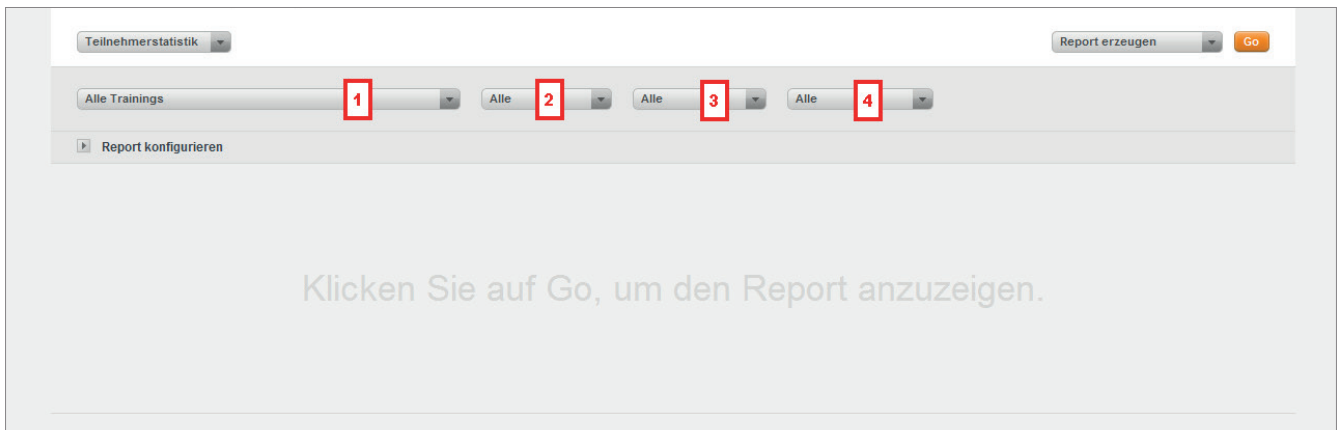 Teilnehmerstatistik Report erzeugen Go
Alle Trainings 1 Alle 2 Alle 3 Alle 4
Report konfigurieren
Klicken Sie auf Go, um den Report anzuzeigen.